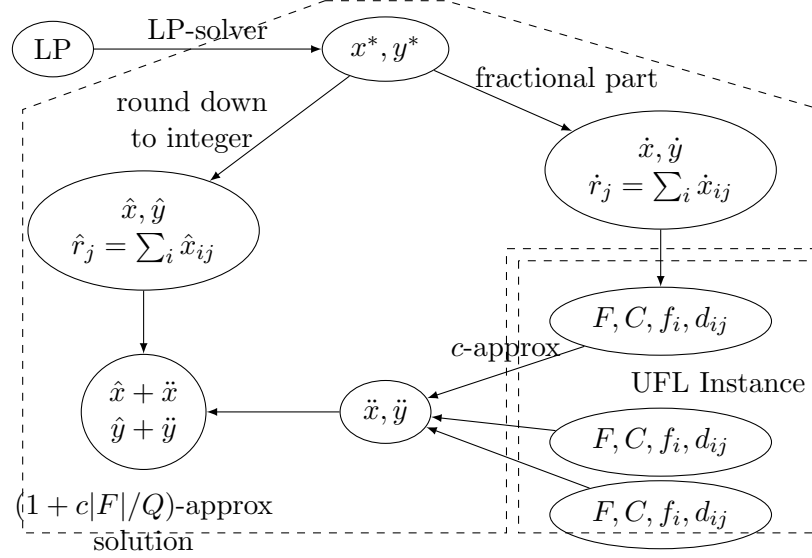 LP
LP-solver
x*, y*
fractional part
round down
to integer
ẋ, ẏ
ṙ_j = ∑_i ẋ_ij
x̂, ŷ
r̂_j = ∑_i x̂_ij
F, C, f_i, d_ij
c-approx
UFL Instance
x̂ + ẍ
ŷ + ÿ
ẍ, ÿ
F, C, f_i, d_ij
(1 + c|F|/Q)-approx
solution
F, C, f_i, d_ij